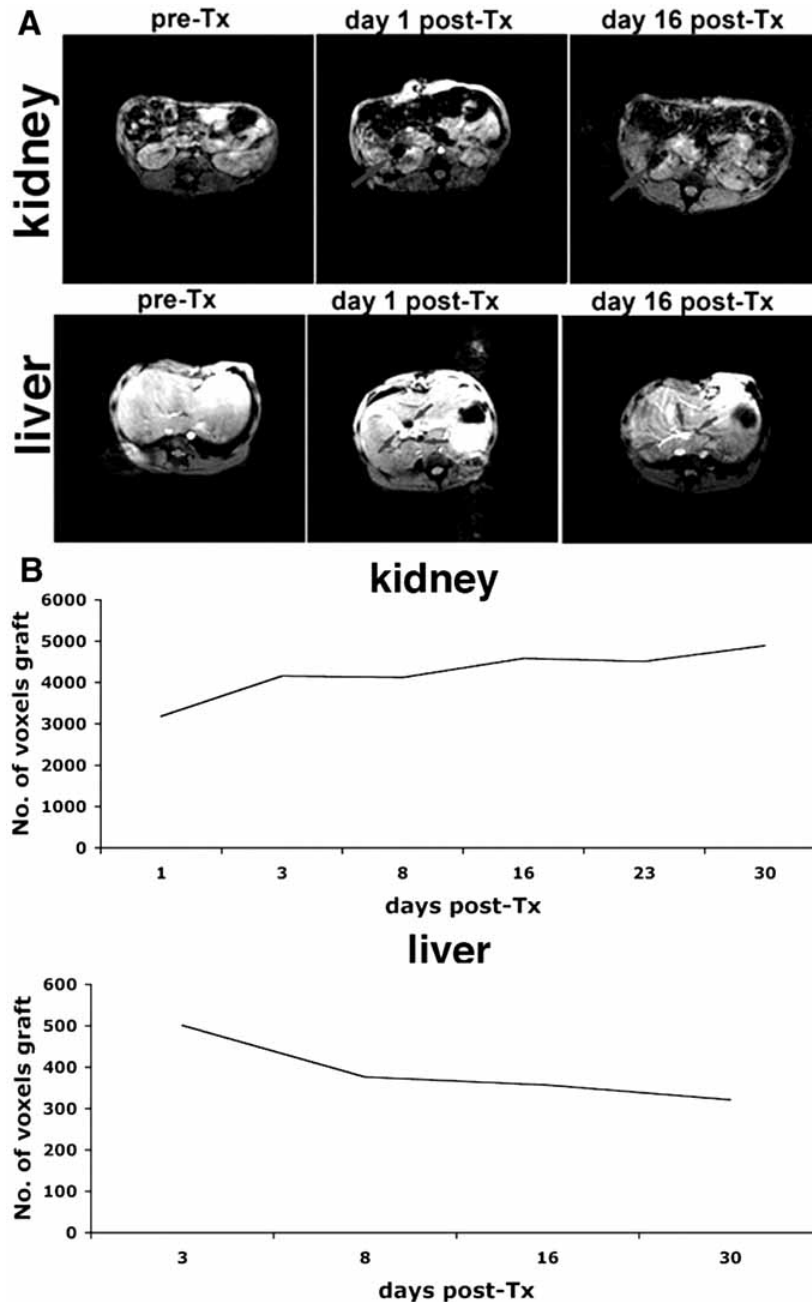 A
pre-Tx day 1 post-Tx day 16 post-Tx
kidney
pre-Tx day 1 post-Tx day 16 post-Tx
liver
B
kidney
No. of voxels graft
6000
5000
4000
3000
2000
1000
0
1 3 8 16 23 30
days post-Tx
liver
No. of voxels graft
600
500
400
300
200
100
0
3 8 16 30
days post-Tx